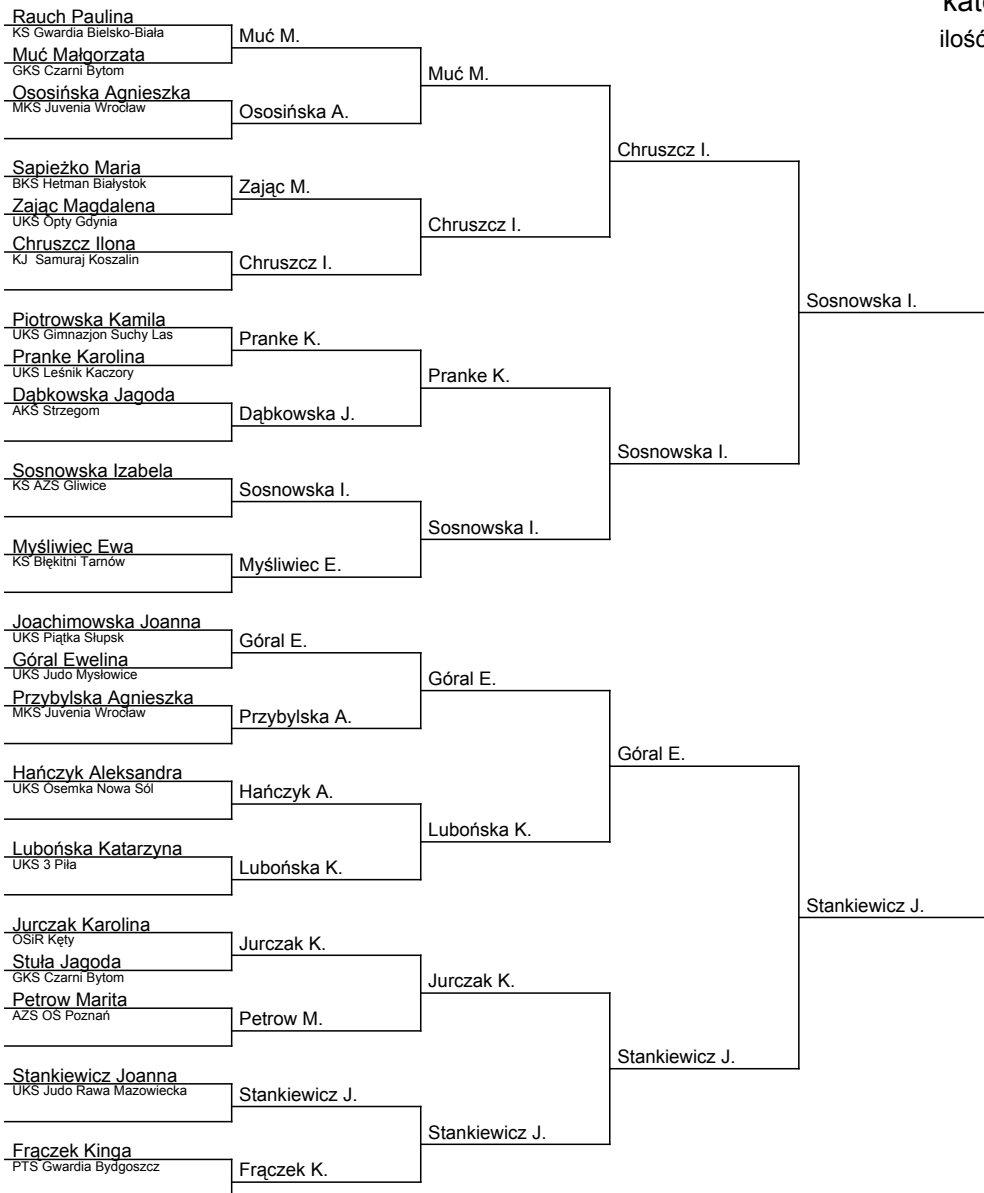 kate
ilość
Rauch Paulina
KS Gwardia Bielsko-Biała
Muć Małgorzata
GKS Czarni Bytom
Ososińska Agnieszka
MKS Juvenia Wrocław
Sapieżko Maria
BKS Hetman Białystok
Zając Magdalena
UKS Opty Gdynia
Chruszcz Ilona
KJ Samuraj Koszalin
Piotrowska Kamila
UKS Gimnazjon Suchy Las
Pranke Karolina
UKS Leśnik Kaczory
Dąbkowska Jagoda
AKS Strzegom
Sosnowska Izabela
KS AZS Gliwice
Myśliwiec Ewa
KS Błękitni Tarnów
Joachimowska Joanna
UKS Piątka Słupsk
Góral Ewelina
UKS Judo Mysłowice
Przybylska Agnieszka
MKS Juvenia Wrocław
Hańczyk Aleksandra
UKS Ósemka Nowa Sól
Lubońska Katarzyna
UKS 3 Piła
Jurczak Karolina
OSiR Kęty
Stuła Jagoda
GKS Czarni Bytom
Petrow Marita
AZS OŚ Poznań
Stankiewicz Joanna
UKS Judo Rawa Mazowiecka
Frączek Kinga
PTS Gwardia Bydgoszcz
Muć M.
Ososińska A.
Zając M.
Chruszcz I.
Pranke K.
Dąbkowska J.
Sosnowska I.
Myśliwiec E.
Góral E.
Przybylska A.
Hańczyk A.
Lubońska K.
Jurczak K.
Petrow M.
Stankiewicz J.
Frączek K.
Muć M.
Chruszcz I.
Pranke K.
Sosnowska I.
Góral E.
Lubońska K.
Jurczak K.
Stankiewicz J.
Chruszcz I.
Sosnowska I.
Góral E.
Stankiewicz J.
Sosnowska I.
Stankiewicz J.